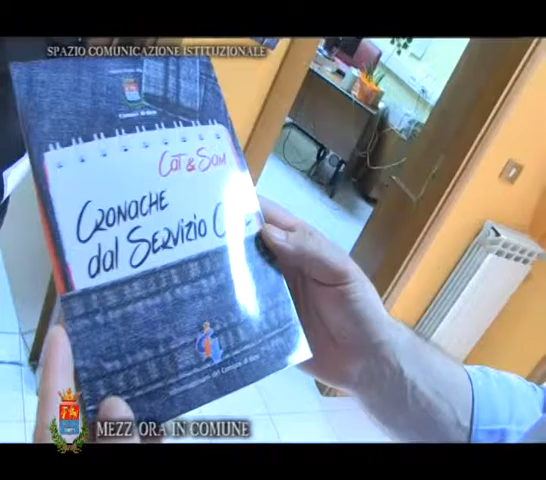 SPAZIO COMUNICAZIONE ISTITUZIONALE
Cat & Sam
CRONACHE
dal SERVIZIO
MEZZ'ORA IN COMUNE